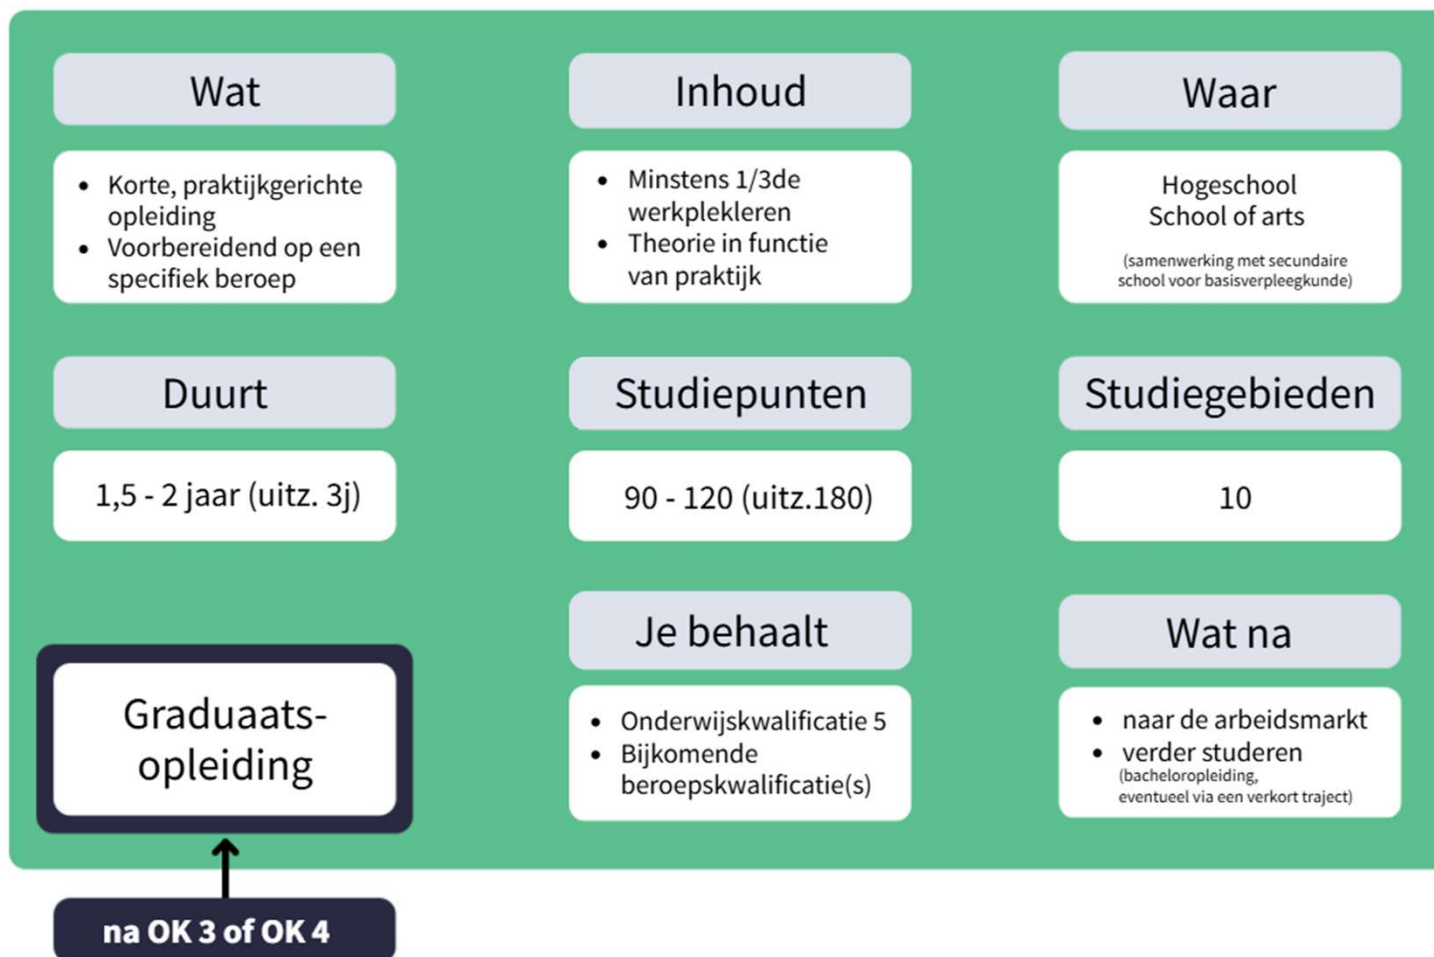 Wat
• Korte, praktijkgerichte
opleiding
• Voorbereidend op een
specifiek beroep
Inhoud
• Minstens 1/3de
werkplekleren
• Theorie in functie
van praktijk
Waar
Hogeschool
School of arts
(samenwerking met secundaire
school voor basisverpleegkunde)
Duurt
1,5 - 2 jaar (uitz. 3j)
Studiepunten
90 - 120 (uitz.180)
Studiegebieden
10
Graduaats-
opleiding
Je behaalt
• Onderwijskwalificatie 5
• Bijkomende
beroepskwalificatie(s)
Wat na
• naar de arbeidsmarkt
• verder studeren
(bacheloropleiding,
eventueel via een verkort traject)
na OK 3 of OK 4